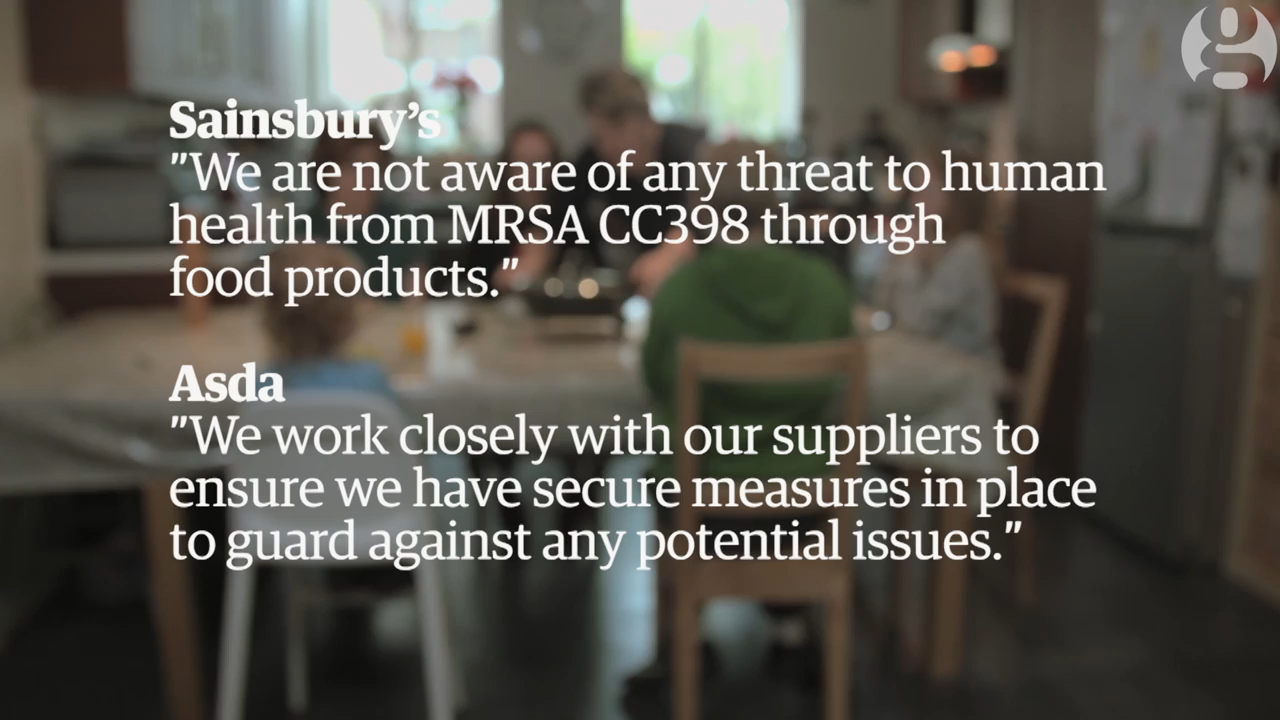 Sainsbury’s
"We are not aware of any threat to human
health from MRSA CC398 through
food products.”
Asda
"We work closely with our suppliers to
ensure we have secure measures in place
to guard against any potential issues.”
g